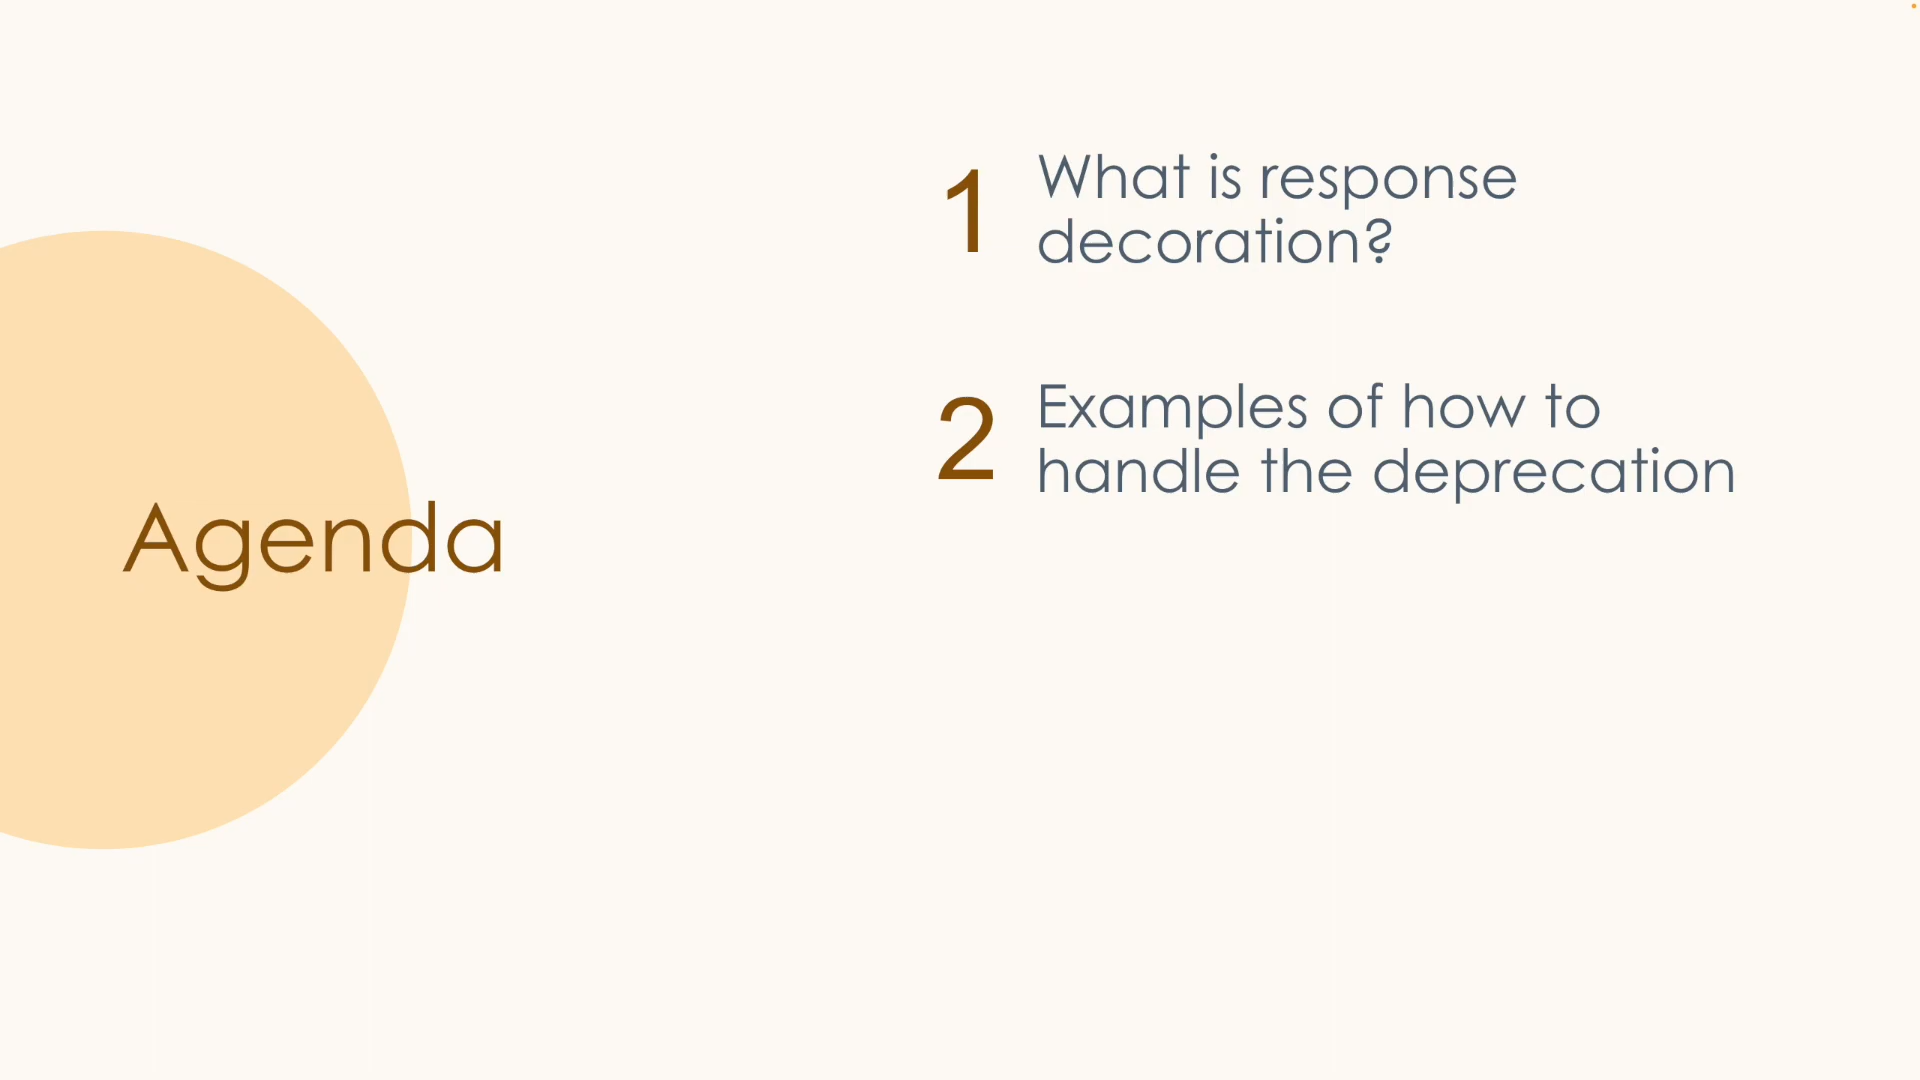 Agenda
1
What is response
decoration?
2
Examples of how to
handle the deprecation